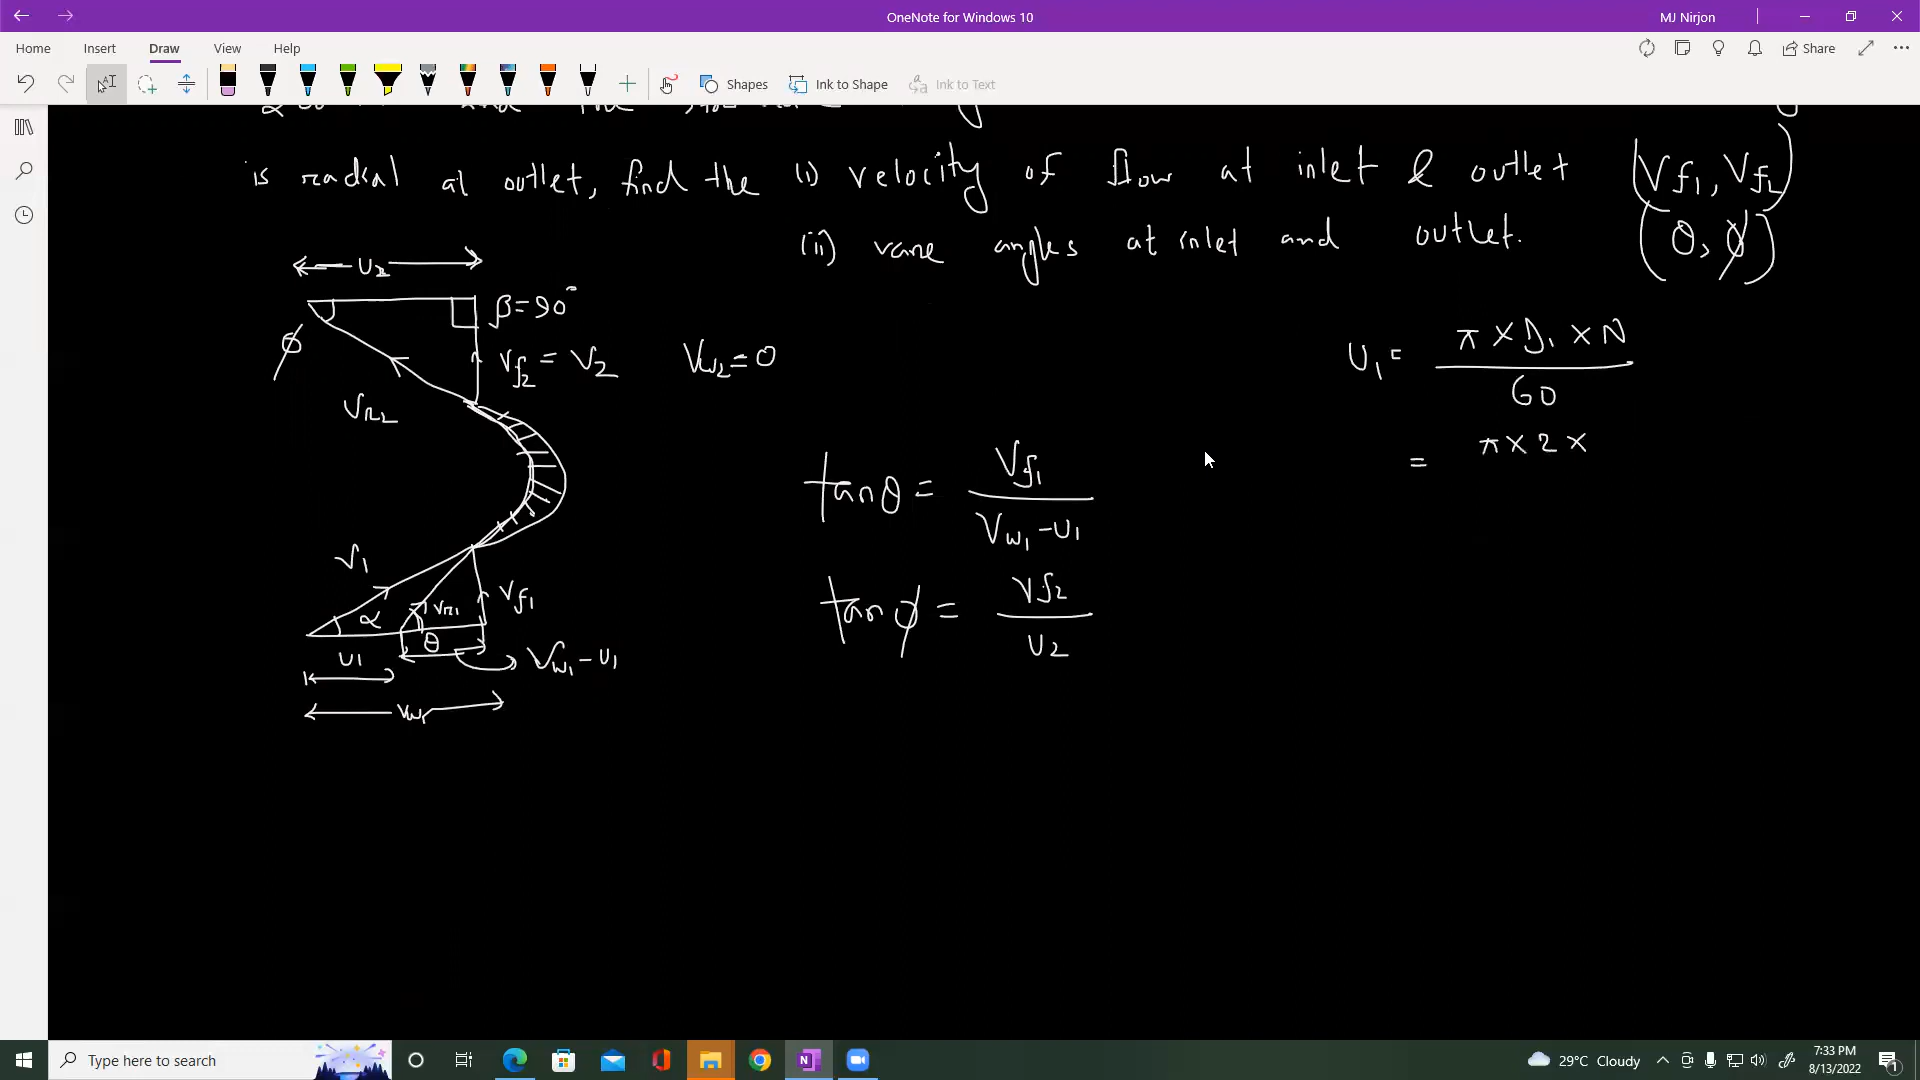 OneNote for Windows 10
MJ Nirjon
Home Insert Draw View Help
Share
Shapes Ink to Shape Ink to Text
is radial at outlet, find the (i) velocity of flow at inlet & outlet (Vf1, Vf2)
(ii) vane angles at inlet and outlet. (θ, φ)
U2
β = 90°
φ
Vf2 = V2 Vw2 = 0
VR2
U1 = π × D1 × N
60
= π × 2 ×
tanθ = Vf1
Vw1 - U1
tanφ = Vf2
U2
V1
α VR1 Vf1
θ
U1
Vw1 - U1
Vw1
Type here to search
29°C Cloudy
7:33 PM
8/13/2022
1